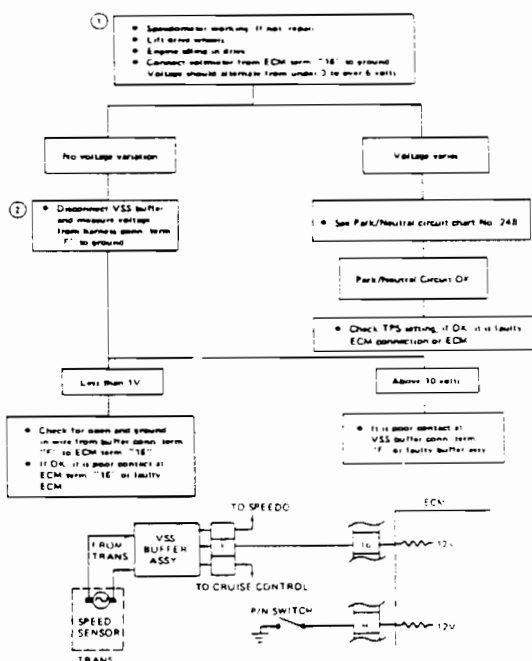 1
• Speedometer working. If not repair
• Lift drive wheels
• Engine idling in drive
• Connect voltmeter from ECM term "16" to ground
Voltage should alternate from under 3 to over 6 volts
No voltage variation
Voltage varies
2
• Disconnect VSS buffer
and measure voltage
from harness conn. term
"F" to ground
• See Park/Neutral circuit chart No. 24B
Park/Neutral Circuit OK
• Check TPS setting, if OK, it is faulty
ECM connection or ECM
Less than 1V
Above 10 volts
• Check for open and ground
in wire from buffer conn. term
"F" to ECM term "16"
• If OK, it is poor contact at
ECM term "16" or faulty
ECM
• It is poor contact at
VSS buffer conn. term
"F" or faulty buffer assy
TO SPEEDO
ECM
FROM
TRANS
VSS
BUFFER
ASSY
16
12V
TO CRUISE CONTROL
SPEED
SENSOR
P/N SWITCH
12V
TRANS